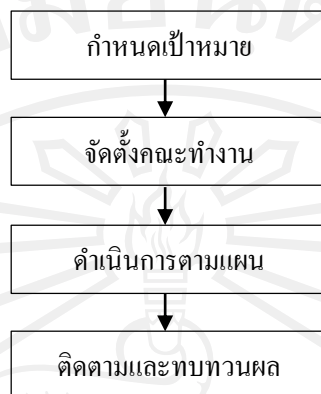 กำหนดเป้าหมาย
จัดตั้งคณะทำงาน
ดำเนินการตามแผน
ติดตามและทบทวนผล